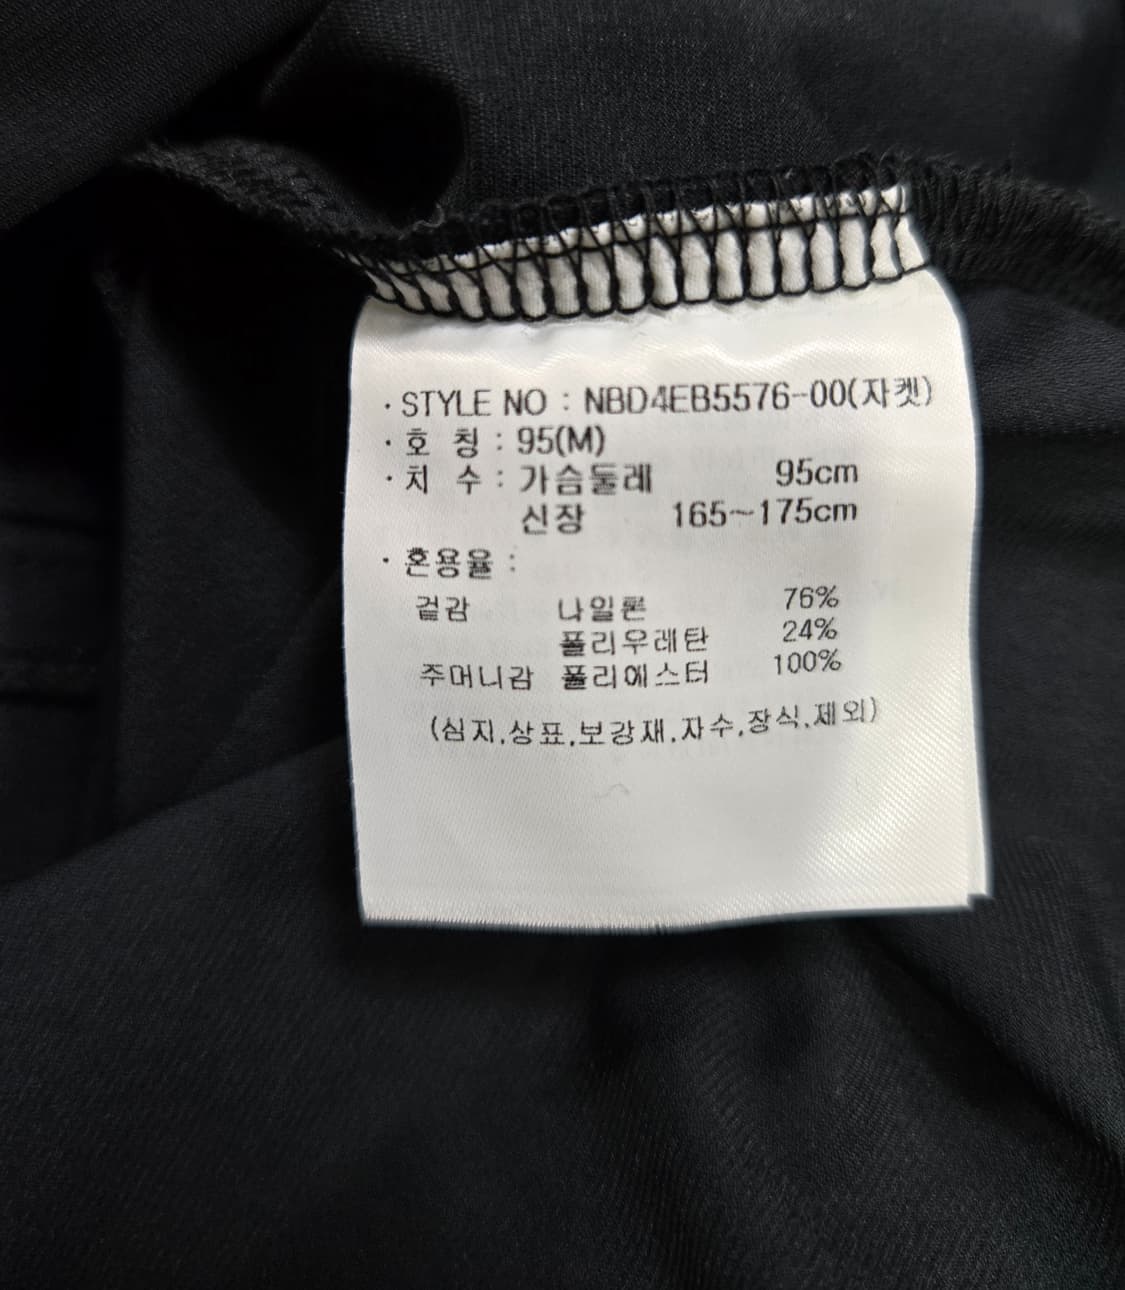 · STYLE NO : NBD4EB5576-00(자켓)
· 호 칭 : 95(M)
· 치 수 : 가슴둘레 95cm
신장 165~175cm
· 혼용율 :
겉감 나일론 76%
폴리우레탄 24%
주머니감 폴리에스터 100%
(심지,상표,보강재,자수,장식,제외)